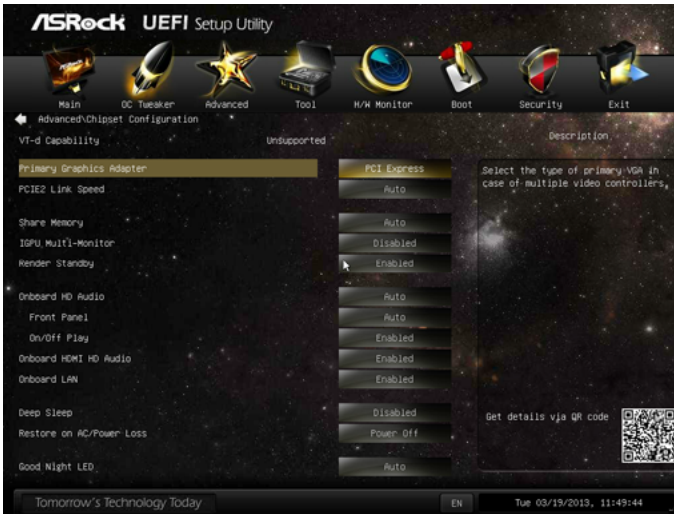 ASRock UEFI Setup Utility
Main OC Tweaker Advanced Tool H/W Monitor Boot Security Exit
Advanced\Chipset Configuration
Description
VT-d Capability Unsupported
Primary Graphics Adapter PCI Express
Select the type of primary VGA in
case of multiple video controllers.
PCIE2 Link Speed Auto
Share Memory Auto
IGPU Multi-Monitor Disabled
Render Standby Enabled
Onboard HD Audio Auto
Front Panel Auto
On/Off Play Enabled
Onboard HDMI HD Audio Enabled
Onboard LAN Enabled
Deep Sleep Disabled
Get details via QR code
Restore on AC/Power Loss Power Off
Good Night LED Auto
Tomorrow's Technology Today EN Tue 03/19/2013, 11:49:44